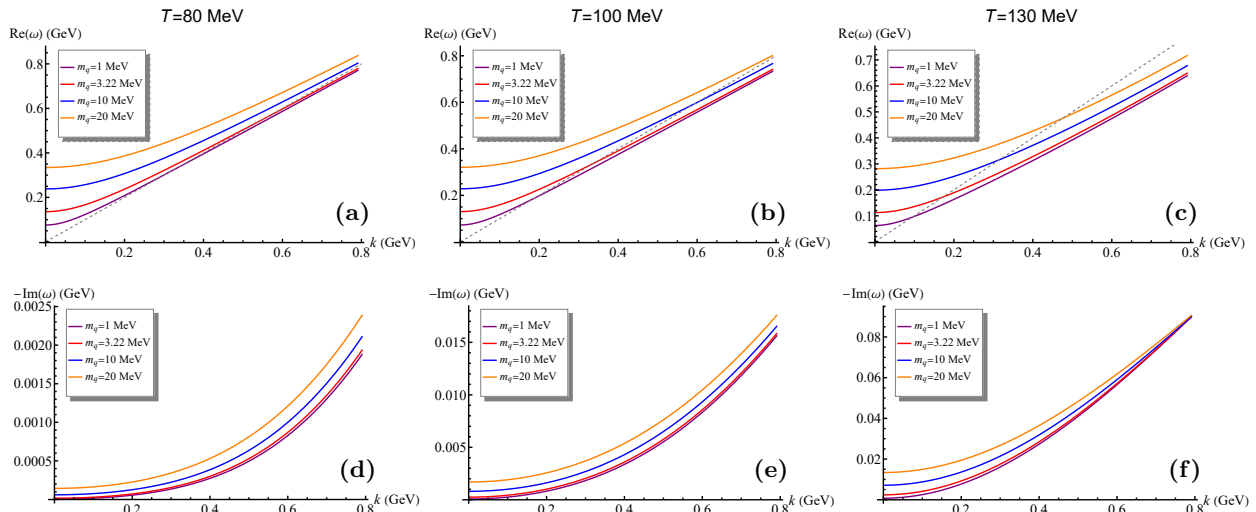 T=80 MeV
T=100 MeV
T=130 MeV
Re(ω) (GeV)
0.8
0.6
0.4
0.2
m_q=1 MeV
m_q=3.22 MeV
m_q=10 MeV
m_q=20 MeV
(a)
0.2 0.4 0.6 0.8
k (GeV)
Re(ω) (GeV)
0.8
0.6
0.4
0.2
m_q=1 MeV
m_q=3.22 MeV
m_q=10 MeV
m_q=20 MeV
(b)
0.2 0.4 0.6 0.8
k (GeV)
Re(ω) (GeV)
0.7
0.6
0.5
0.4
0.3
0.2
0.1
m_q=1 MeV
m_q=3.22 MeV
m_q=10 MeV
m_q=20 MeV
(c)
0.2 0.4 0.6 0.8
k (GeV)
−Im(ω) (GeV)
0.0025
0.0020
0.0015
0.0010
0.0005
m_q=1 MeV
m_q=3.22 MeV
m_q=10 MeV
m_q=20 MeV
(d)
0.2 0.4 0.6 0.8
k (GeV)
−Im(ω) (GeV)
0.015
0.010
0.005
m_q=1 MeV
m_q=3.22 MeV
m_q=10 MeV
m_q=20 MeV
(e)
0.2 0.4 0.6 0.8
k (GeV)
−Im(ω) (GeV)
0.08
0.06
0.04
0.02
m_q=1 MeV
m_q=3.22 MeV
m_q=10 MeV
m_q=20 MeV
(f)
0.2 0.4 0.6 0.8
k (GeV)